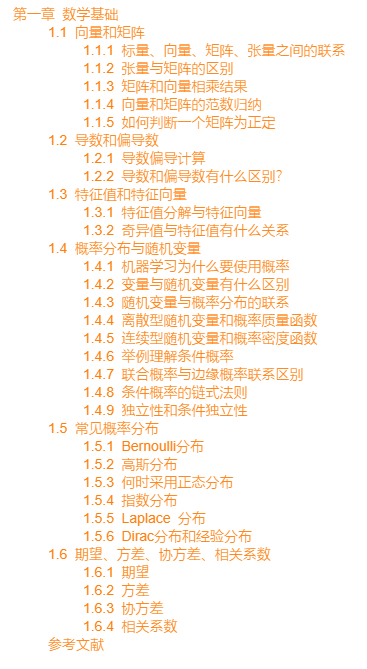 第一章 数学基础
1.1 向量和矩阵
1.1.1 标量、向量、矩阵、张量之间的联系
1.1.2 张量与矩阵的区别
1.1.3 矩阵和向量相乘结果
1.1.4 向量和矩阵的范数归纳
1.1.5 如何判断一个矩阵为正定
1.2 导数和偏导数
1.2.1 导数偏导计算
1.2.2 导数和偏导数有什么区别?
1.3 特征值和特征向量
1.3.1 特征值分解与特征向量
1.3.2 奇异值与特征值有什么关系
1.4 概率分布与随机变量
1.4.1 机器学习为什么要使用概率
1.4.2 变量与随机变量有什么区别
1.4.3 随机变量与概率分布的联系
1.4.4 离散型随机变量和概率质量函数
1.4.5 连续型随机变量和概率密度函数
1.4.6 举例理解条件概率
1.4.7 联合概率与边缘概率联系区别
1.4.8 条件概率的链式法则
1.4.9 独立性和条件独立性
1.5 常见概率分布
1.5.1 Bernoulli分布
1.5.2 高斯分布
1.5.3 何时采用正态分布
1.5.4 指数分布
1.5.5 Laplace 分布
1.5.6 Dirac分布和经验分布
1.6 期望、方差、协方差、相关系数
1.6.1 期望
1.6.2 方差
1.6.3 协方差
1.6.4 相关系数
参考文献